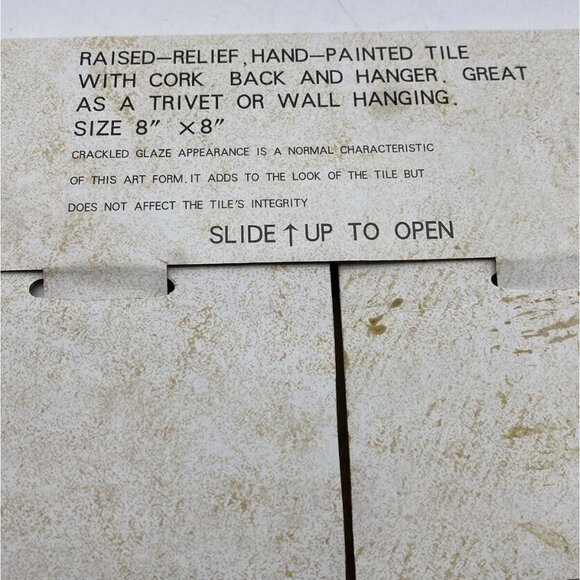 RAISED—RELIEF, HAND—PAINTED TILE
WITH CORK BACK AND HANGER. GREAT
AS A TRIVET OR WALL HANGING.
SIZE 8" ×8"
CRACKLED GLAZE APPEARANCE IS A NORMAL CHARACTERISTIC
OF THIS ART FORM. IT ADDS TO THE LOOK OF THE TILE BUT
DOES NOT AFFECT THE TILE'S INTEGRITY
SLIDE ↑ UP TO OPEN